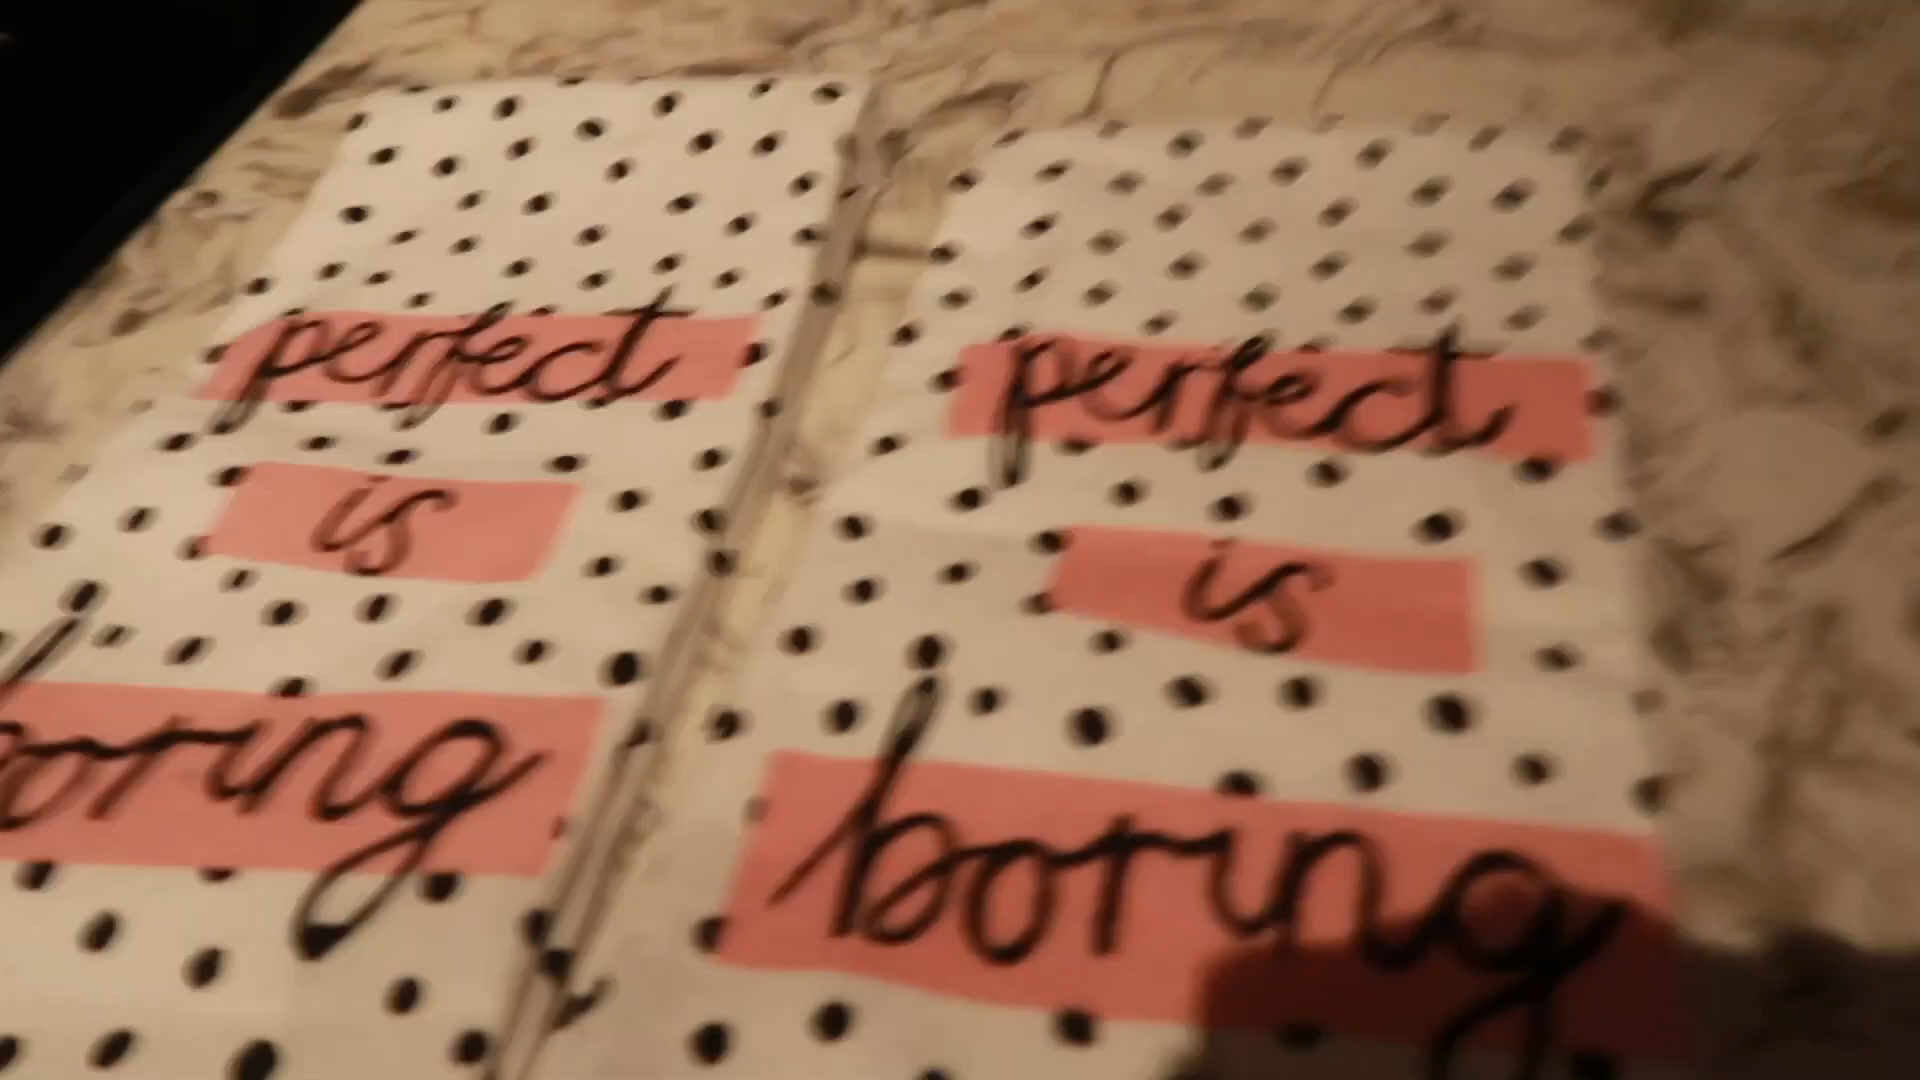 perfect
is
boring
perfect
is
boring